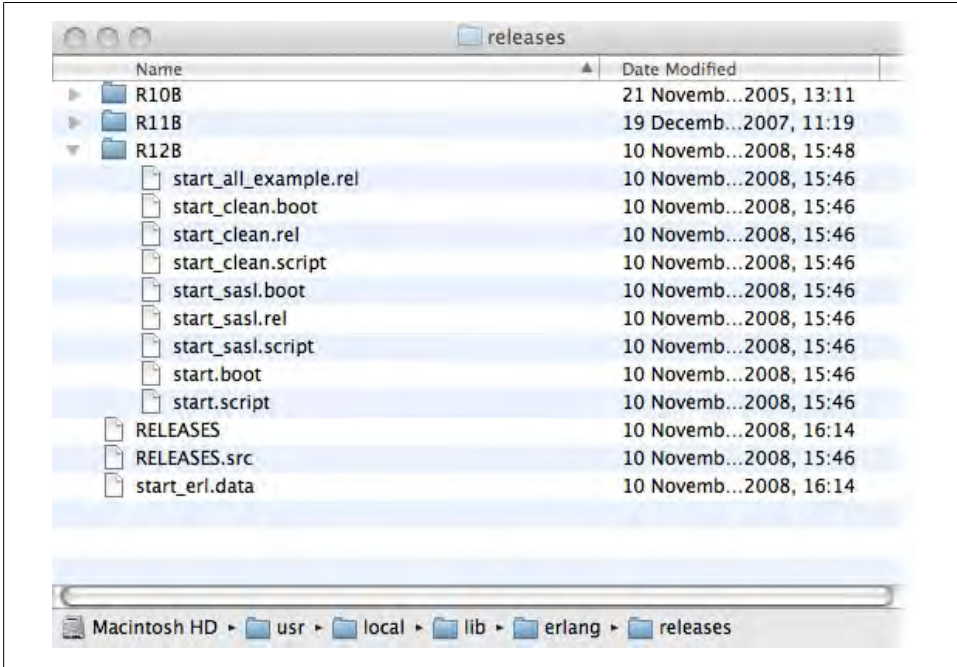 releases
Name Date Modified
R10B 21 Novemb...2005, 13:11
R11B 19 Decemb...2007, 11:19
R12B 10 Novemb...2008, 15:48
start_all_example.rel 10 Novemb...2008, 15:46
start_clean.boot 10 Novemb...2008, 15:46
start_clean.rel 10 Novemb...2008, 15:46
start_clean.script 10 Novemb...2008, 15:46
start_sasl.boot 10 Novemb...2008, 15:46
start_sasl.rel 10 Novemb...2008, 15:46
start_sasl.script 10 Novemb...2008, 15:46
start.boot 10 Novemb...2008, 15:46
start.script 10 Novemb...2008, 15:46
RELEASES 10 Novemb...2008, 16:14
RELEASES.src 10 Novemb...2008, 15:46
start_erl.data 10 Novemb...2008, 16:14
Macintosh HD ▸ usr ▸ local ▸ lib ▸ erlang ▸ releases